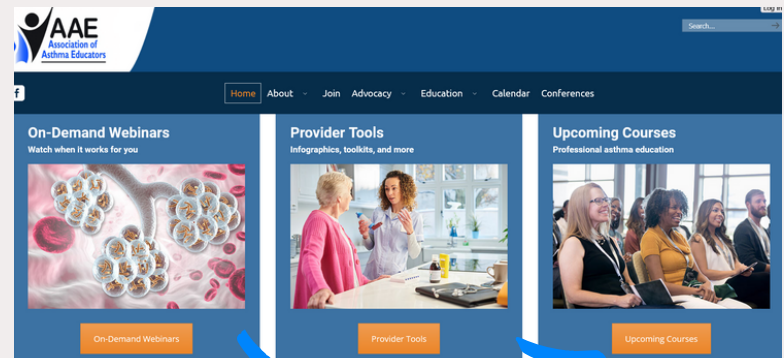 Log In
AAE
Association of
Asthma Educators
Search...
f
Home About Join Advocacy Education Calendar Conferences
On-Demand Webinars
Watch when it works for you
Provider Tools
Infographics, toolkits, and more
Upcoming Courses
Professional asthma education
On-Demand Webinars
Provider Tools
Upcoming Courses